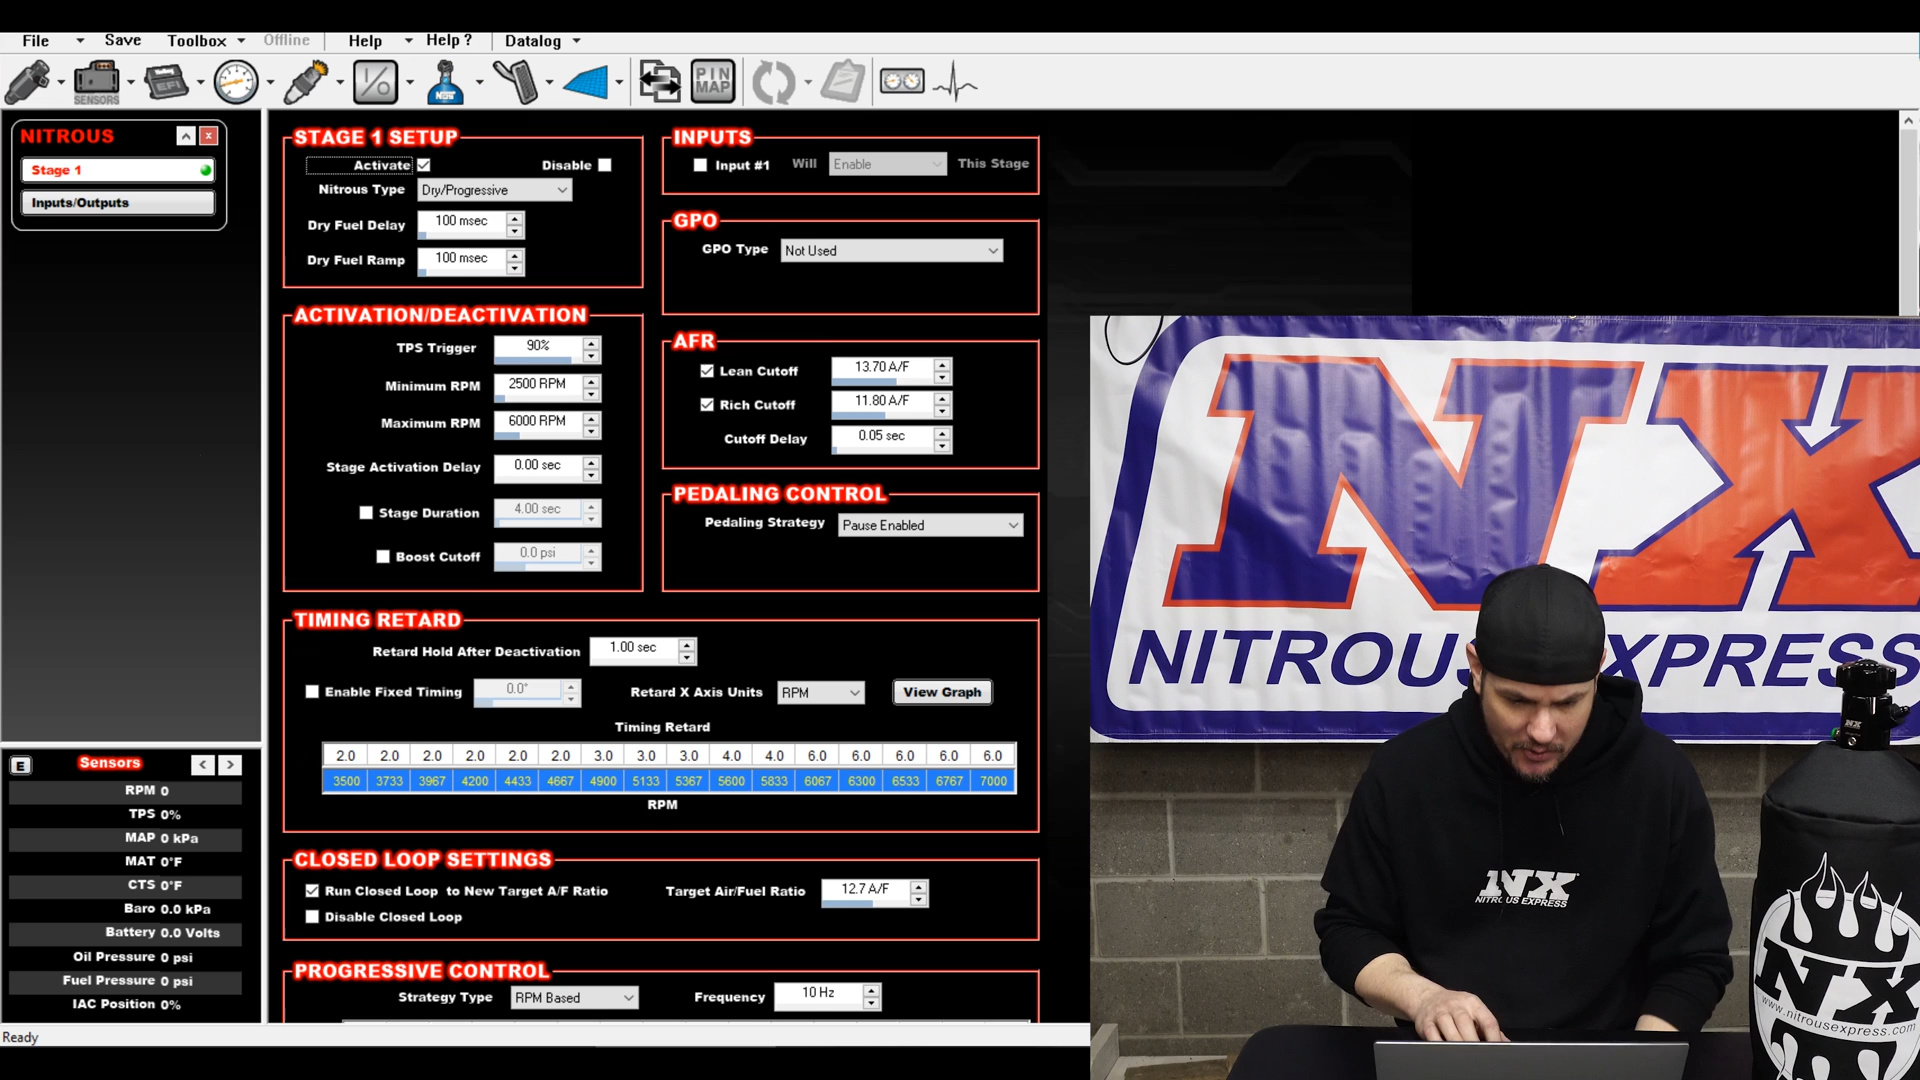 File Save Toolbox Offline Help Help ? Datalog
SENSORS EFI I/O NOS PIN MAP
NITROUS
Stage 1
Inputs/Outputs
STAGE 1 SETUP
Activate Disable
Nitrous Type Dry/Progressive
Dry Fuel Delay 100 msec
Dry Fuel Ramp 100 msec
ACTIVATION/DEACTIVATION
TPS Trigger 90%
Minimum RPM 2500 RPM
Maximum RPM 6000 RPM
Stage Activation Delay 0.00 sec
Stage Duration 4.00 sec
Boost Cutoff 0.0 psi
INPUTS
Input #1 Will Enable This Stage
GPO
GPO Type Not Used
AFR
Lean Cutoff 13.70 A/F
Rich Cutoff 11.80 A/F
Cutoff Delay 0.05 sec
PEDALING CONTROL
Pedaling Strategy Pause Enabled
TIMING RETARD
Retard Hold After Deactivation 1.00 sec
Enable Fixed Timing 0.0° Retard X Axis Units RPM View Graph
Timing Retard
2.0 2.0 2.0 2.0 2.0 2.0 3.0 3.0 3.0 4.0 4.0 6.0 6.0 6.0 6.0 6.0
3500 3733 3967 4200 4433 4667 4900 5133 5367 5600 5833 6067 6300 6533 6767 7000
RPM
CLOSED LOOP SETTINGS
Run Closed Loop to New Target A/F Ratio Target Air/Fuel Ratio 12.7 A/F
Disable Closed Loop
PROGRESSIVE CONTROL
Strategy Type RPM Based Frequency 10 Hz
E Sensors < >
RPM 0
TPS 0%
MAP 0 kPa
MAT 0°F
CTS 0°F
Baro 0.0 kPa
Battery 0.0 Volts
Oil Pressure 0 psi
Fuel Pressure 0 psi
IAC Position 0%
Ready
NX
NITROUS XPRESS
NX
NITROUS EXPRESS
NX
NX
www.nitrousexpress.com